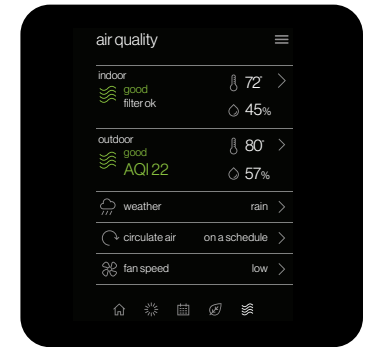 air quality
indoor
good
filter ok
72°
45%
outdoor
good
AQI 22
80°
57%
weather rain
circulate air on a schedule
fan speed low